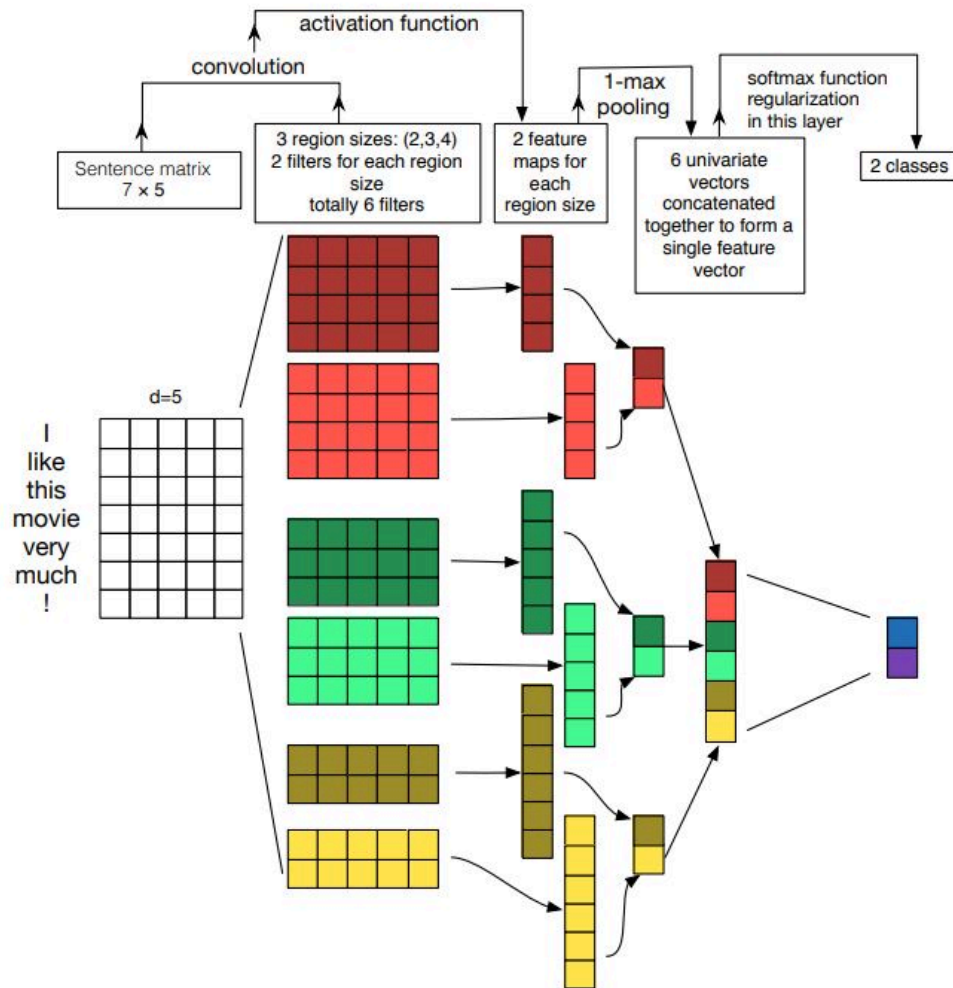 activation function
convolution
1-max
pooling
softmax function
regularization
in this layer
Sentence matrix
7 × 5
3 region sizes: (2,3,4)
2 filters for each region
size
totally 6 filters
2 feature
maps for
each
region size
6 univariate
vectors
concatenated
together to form a
single feature
vector
2 classes
d=5
I
like
this
movie
very
much
!